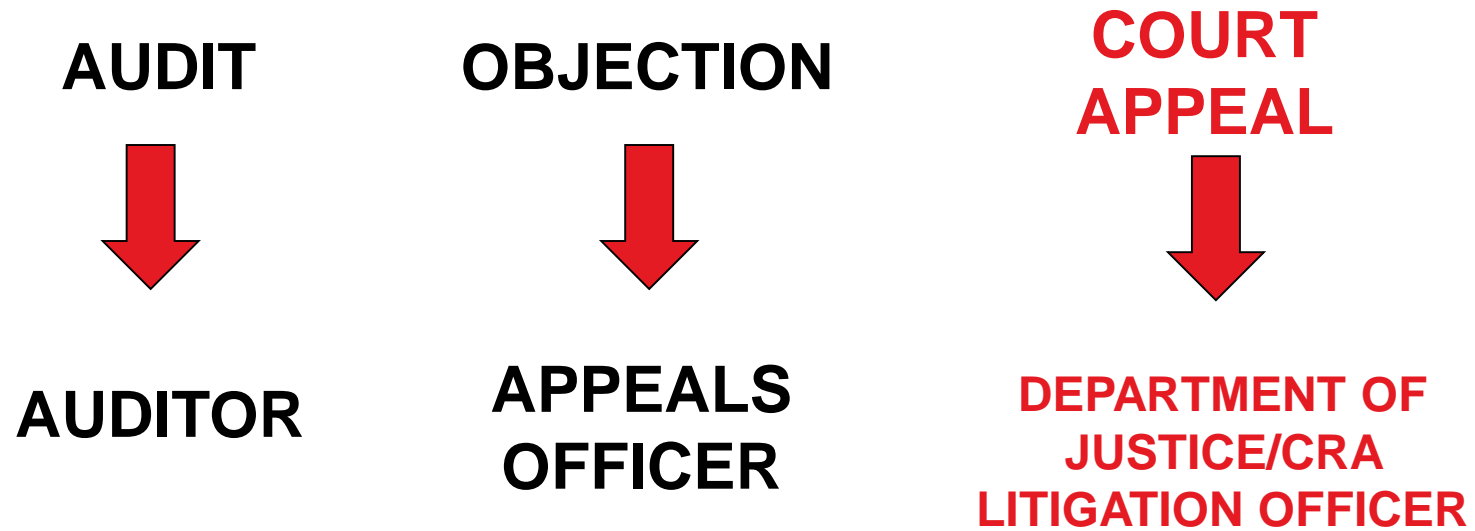 AUDIT
AUDITOR
OBJECTION
APPEALS
OFFICER
COURT
APPEAL
DEPARTMENT OF
JUSTICE/CRA
LITIGATION OFFICER